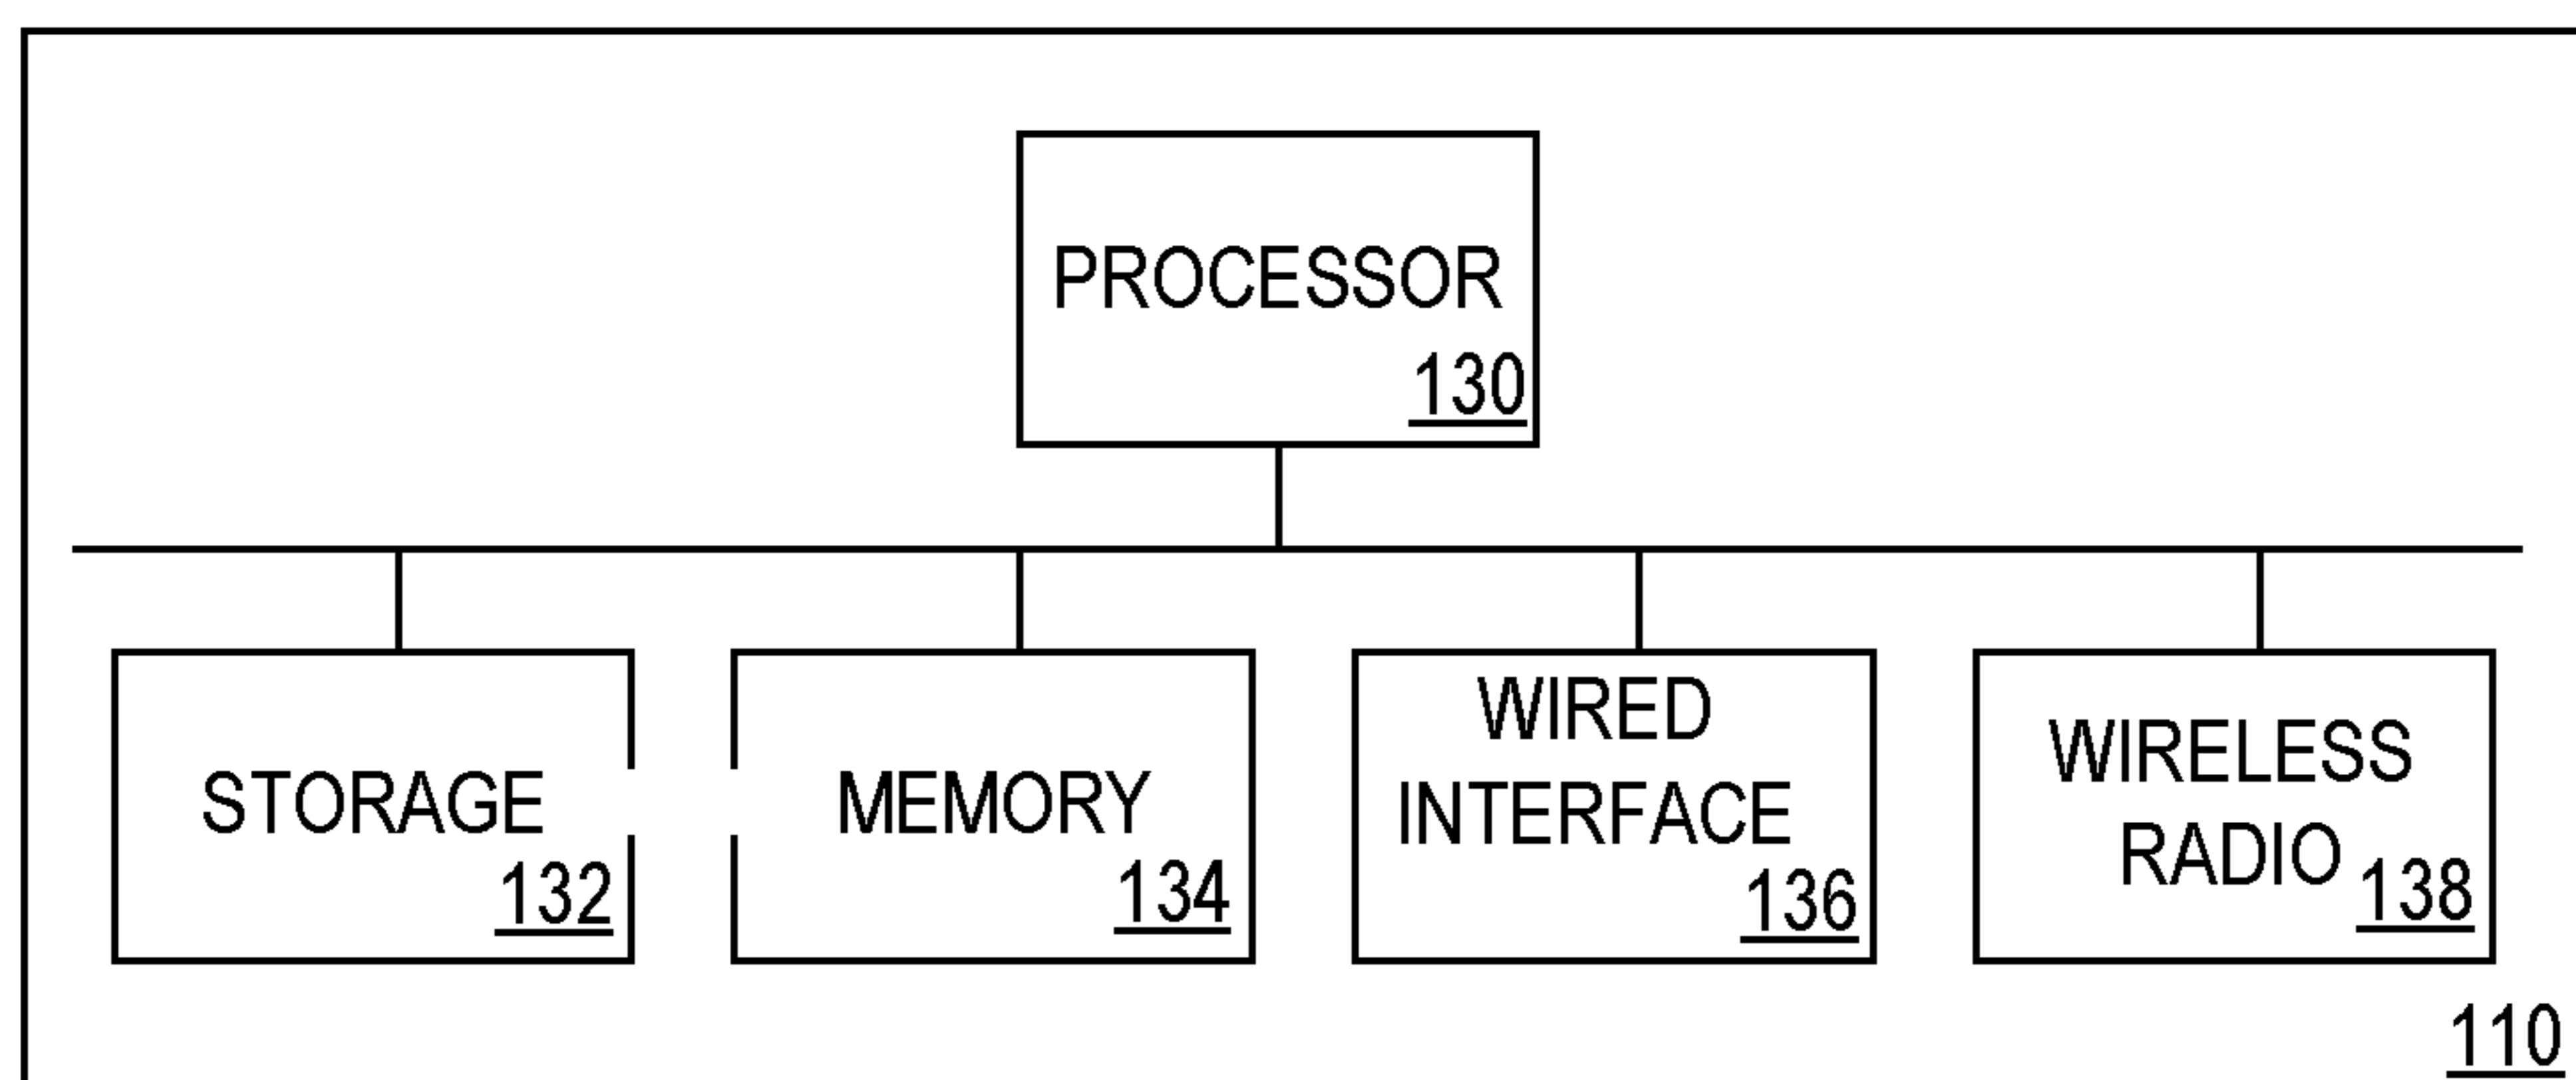 PROCESSOR
130
STORAGE
132
MEMORY
134
WIRED
INTERFACE
136
WIRELESS
RADIO
138
110